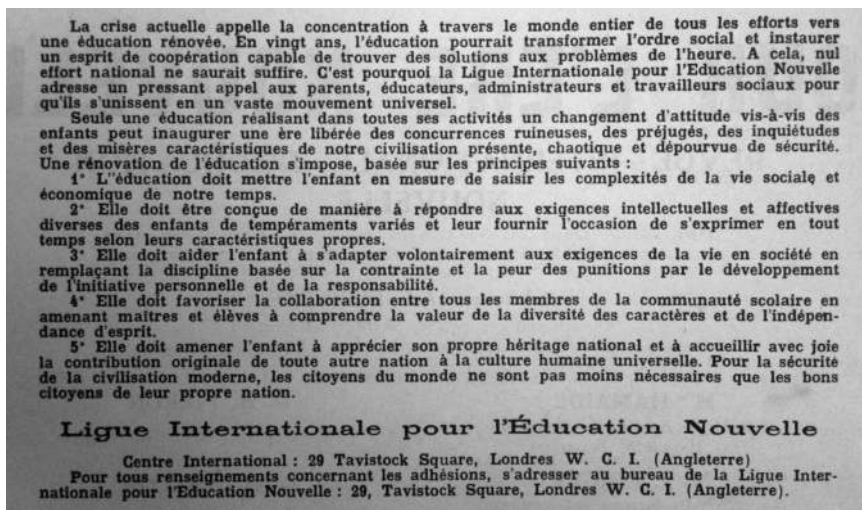 La crise actuelle appelle la concentration à travers le monde entier de tous les efforts vers
une éducation rénovée. En vingt ans, l'éducation pourrait transformer l'ordre social et instaurer
un esprit de coopération capable de trouver des solutions aux problèmes de l'heure. A cela, nul
effort national ne saurait suffire. C'est pourquoi la Ligue Internationale pour l'Education Nouvelle
adresse un pressant appel aux parents, éducateurs, administrateurs et travailleurs sociaux pour
qu'ils s'unissent en un vaste mouvement universel.
Seule une éducation réalisant dans toutes ses activités un changement d'attitude vis-à-vis des
enfants peut inaugurer une ère libérée des concurrences ruineuses, des préjugés, des inquiétudes
et des misères caractéristiques de notre civilisation présente, chaotique et dépourvue de sécurité.
Une rénovation de l'éducation s'impose, basée sur les principes suivants :
1° L''éducation doit mettre l'enfant en mesure de saisir les complexités de la vie sociale et
économique de notre temps.
2° Elle doit être conçue de manière à répondre aux exigences intellectuelles et affectives
diverses des enfants de tempéraments variés et leur fournir l'occasion de s'exprimer en tout
temps selon leurs caractéristiques propres.
3° Elle doit aider l'enfant à s'adapter volontairement aux exigences de la vie en société en
remplaçant la discipline basée sur la contrainte et la peur des punitions par le développement
de l'initiative personnelle et de la responsabilité.
4° Elle doit favoriser la collaboration entre tous les membres de la communauté scolaire en
amenant maîtres et élèves à comprendre la valeur de la diversité des caractères et de l'indépen-
dance d'esprit.
5° Elle doit amener l'enfant à apprécier son propre héritage national et à accueillir avec joie
la contribution originale de toute autre nation à la culture humaine universelle. Pour la sécurité
de la civilisation moderne, les citoyens du monde ne sont pas moins nécessaires que les bons
citoyens de leur propre nation.
Ligue Internationale pour l'Éducation Nouvelle
Centre International : 29 Tavistock Square, Londres W. C. I. (Angleterre)
Pour tous renseignements concernant les adhésions, s'adresser au bureau de la Ligue Inter-
nationale pour l'Education Nouvelle : 29, Tavistock Square, Londres W. C. I. (Angleterre).